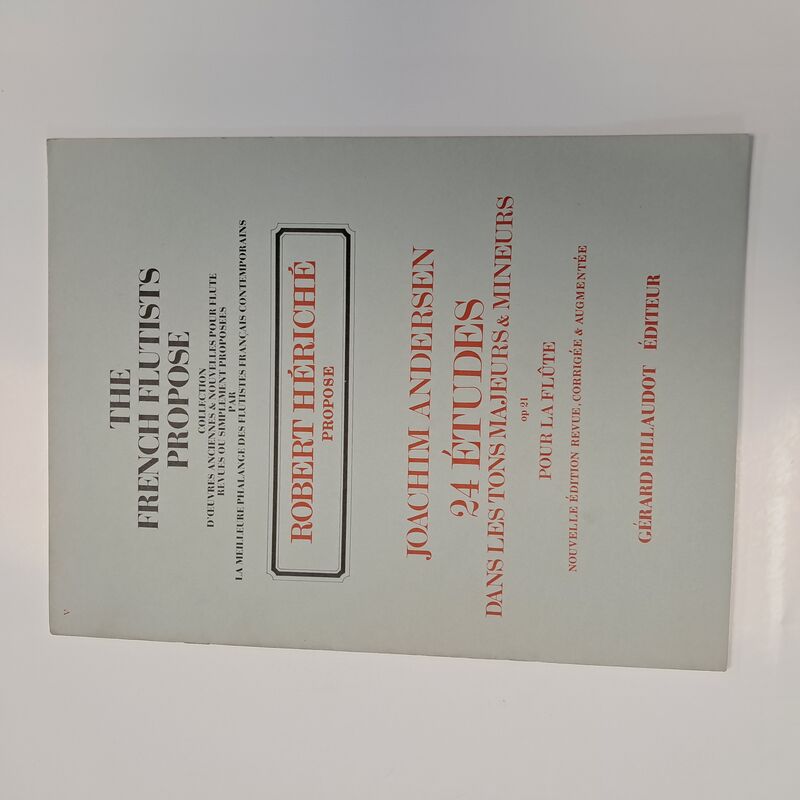 V
THE
FRENCH FLUTISTS
PROPOSE
COLLECTION
D'ŒUVRES ANCIENNES & NOUVELLES POUR FLUTE
REVUES OU SIMPLEMENT PROPOSÉES
PAR
LA MEILLEURE PHALANGE DES FLUTISTES FRANÇAIS CONTEMPORAINS
ROBERT HÉRICHÉ
PROPOSE
JOACHIM ANDERSEN
24 ÉTUDES
DANS LES TONS MAJEURS & MINEURS
op 21
POUR LA FLÛTE
NOUVELLE ÉDITION REVUE, CORRIGÉE & AUGMENTÉE
GÉRARD BILLAUDOT ÉDITEUR